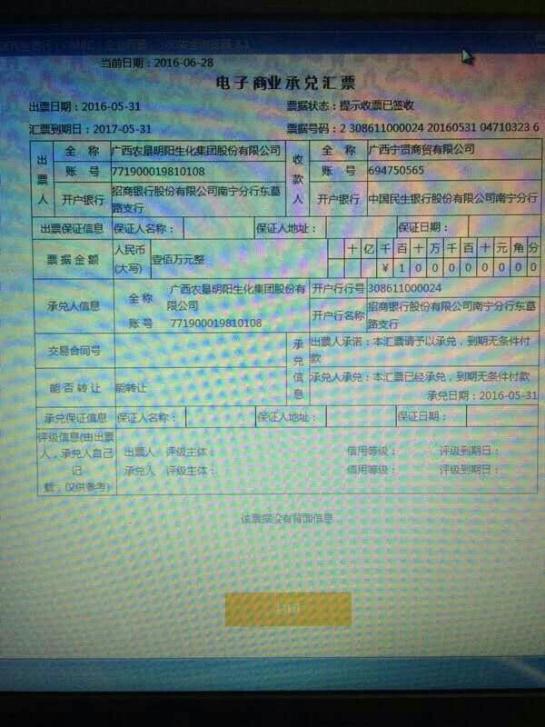 当前日期：2016-06-28
电子商业承兑汇票
出票日期：2016-05-31 票据状态：提示收票已签收
汇票到期日：2017-05-31 票据号码：2 308611000024 20160531 04710323 6
出票人 全 称 广西农垦明阳生化集团股份有限公司 收款人 全 称 广西宁贤商贸有限公司
账 号 771900019810108 账 号 694750565
开户银行 招商银行股份有限公司南宁分行东葛路支行 开户银行 中国民生银行股份有限公司南宁分行
出票保证信息 保证人名称： 保证人地址： 保证日期：
票据金额 人民币(大写) 壹佰万元整 十亿千百十万千百十元角分
¥100000000
承兑人信息 全称 广西农垦明阳生化集团股份有限公司 开户行行号 308611000024
账号 771900019810108 开户行名称 招商银行股份有限公司南宁分行东葛路支行
交易合同号 承兑信息 出票人承诺：本汇票请予以承兑，到期无条件付款
能否转让 能转让 承兑人承兑：本汇票已经承兑，到期无条件付款
承兑日期：2016-05-31
承兑保证信息 保证人名称： 保证人地址： 保证日期：
评级信息(由出票人，承兑人自己记载，仅供参考) 出票人 评级主体： 信用等级： 评级到期日：
承兑人 评级主体： 信用等级： 评级到期日：
该票据没有背面信息